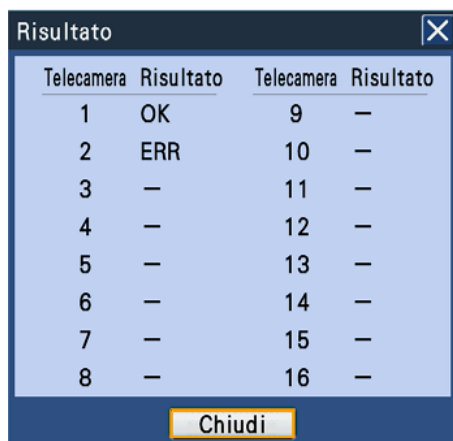 Risultato
Telecamera Risultato Telecamera Risultato
1 OK 9 —
2 ERR 10 —
3 — 11 —
4 — 12 —
5 — 13 —
6 — 14 —
7 — 15 —
8 — 16 —
Chiudi